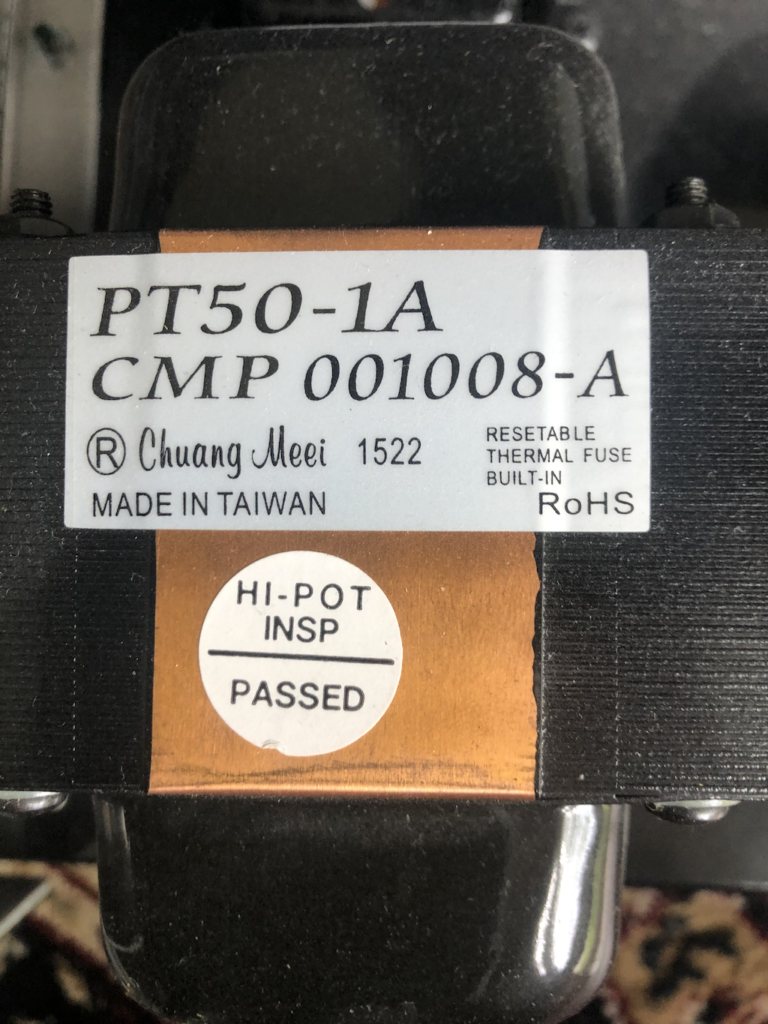 PT50-1A
CMP 001008-A
® Chuang Meei 1522
RESETABLE
THERMAL FUSE
BUILT-IN
MADE IN TAIWAN
RoHS
HI-POT
INSP
PASSED